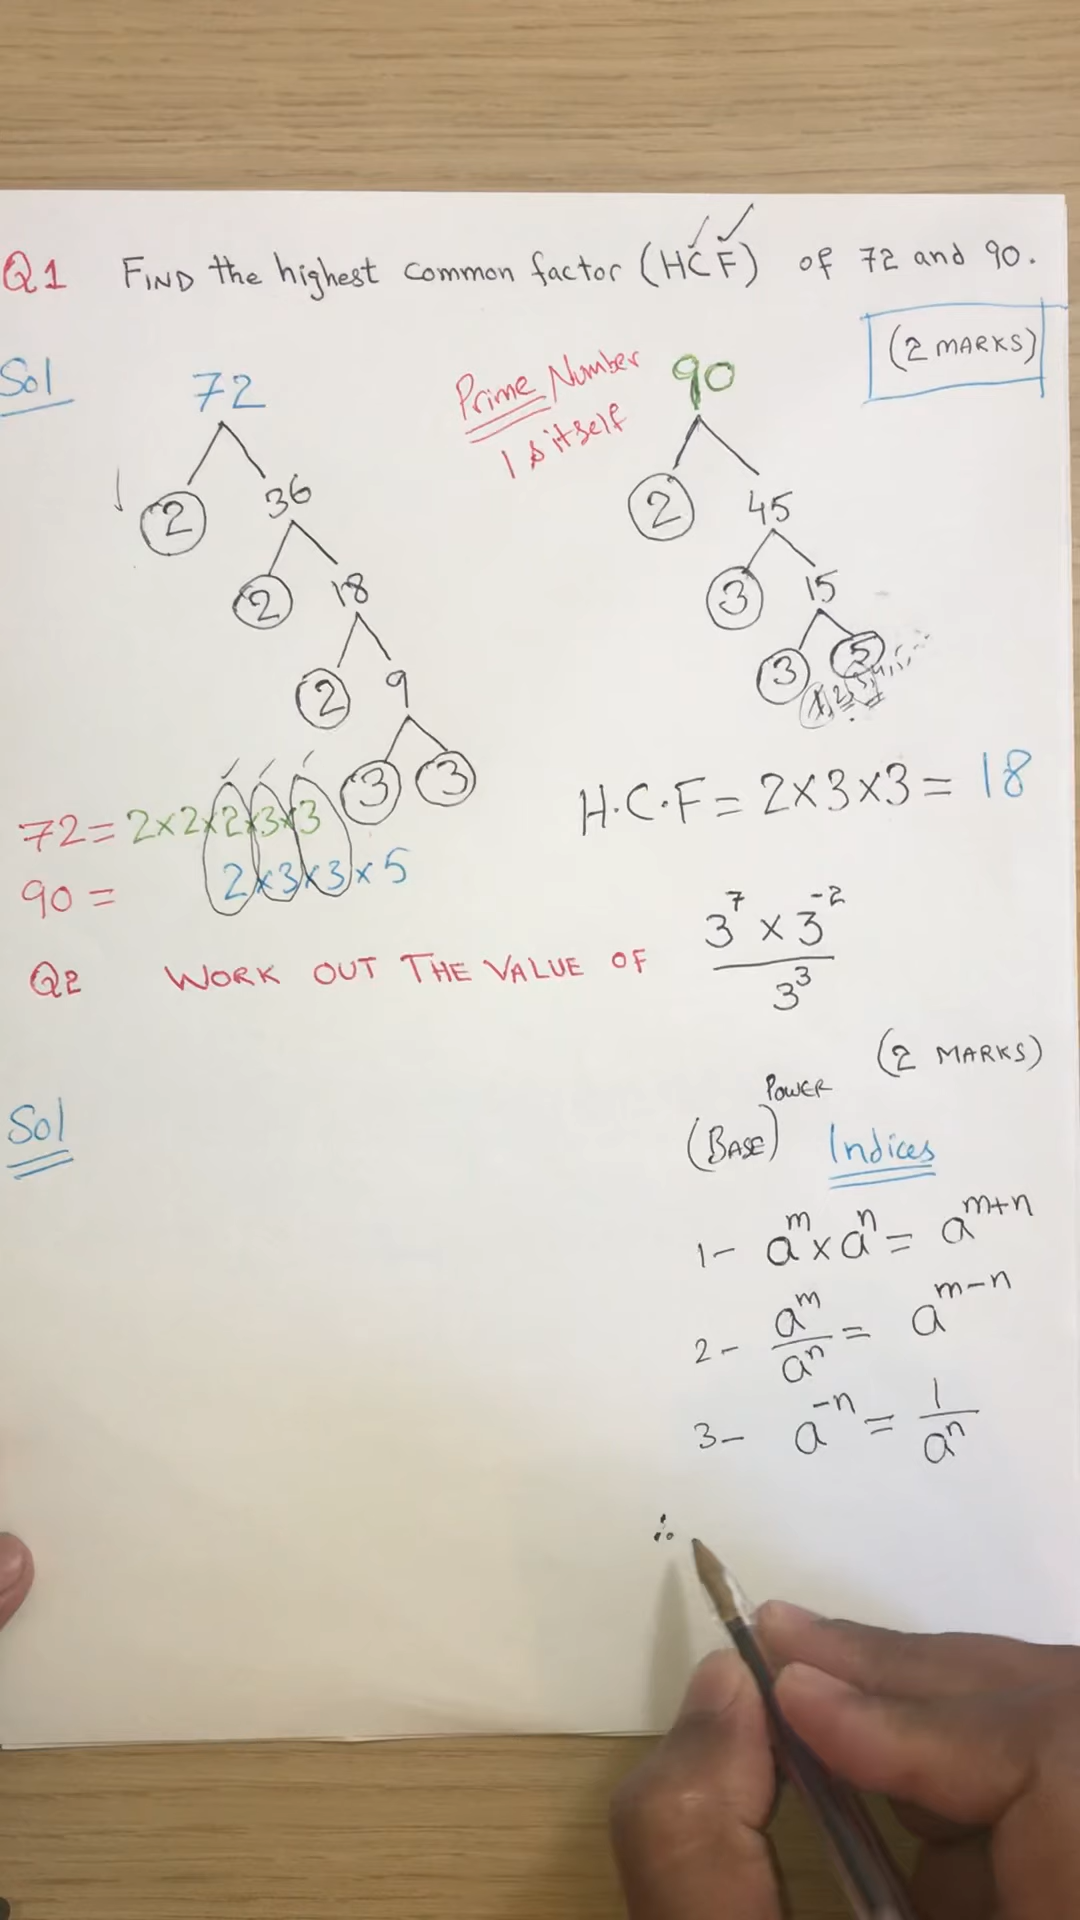 Q1 FIND the highest common factor (HCF) of 72 and 90.
(2 MARKS)
Sol
72
2 36
2 18
2 9
3 3
Prime Number
1 & itself
90
2 45
3 15
3 5
72 = 2×2×2×3×3
90 = 2×3×3×5
H.C.F = 2×3×3 = 18
Q2 WORK OUT THE VALUE OF 3^7 × 3^-2 / 3^3
(2 MARKS)
Sol
(BASE)^POWER Indices
1- a^m × a^n = a^m+n
2- a^m / a^n = a^m-n
3- a^-n = 1 / a^n
∴